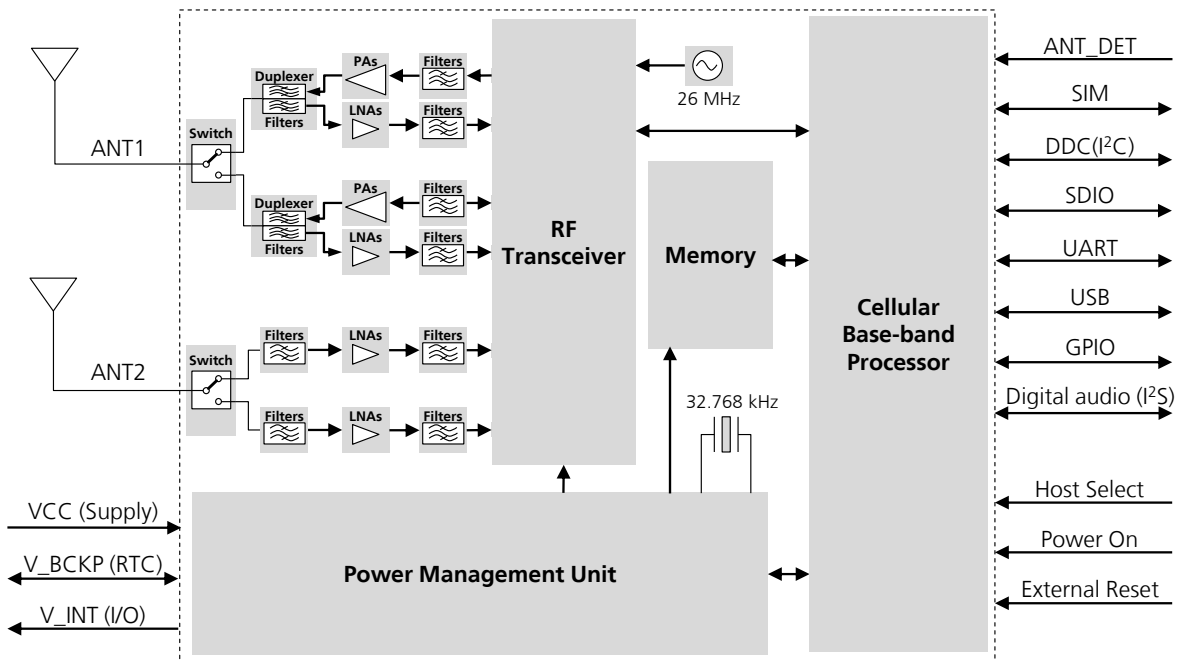 ANT1
ANT2
Switch
Duplexer
Filters
PAs
Filters
LNAs
Filters
Duplexer
Filters
PAs
Filters
LNAs
Filters
Switch
Filters
LNAs
Filters
Filters
LNAs
Filters
RF
Transceiver
26 MHz
Memory
32.768 kHz
Cellular
Base-band
Processor
Power Management Unit
VCC (Supply)
V_BCKP (RTC)
V_INT (I/O)
ANT_DET
SIM
DDC(I²C)
SDIO
UART
USB
GPIO
Digital audio (I²S)
Host Select
Power On
External Reset